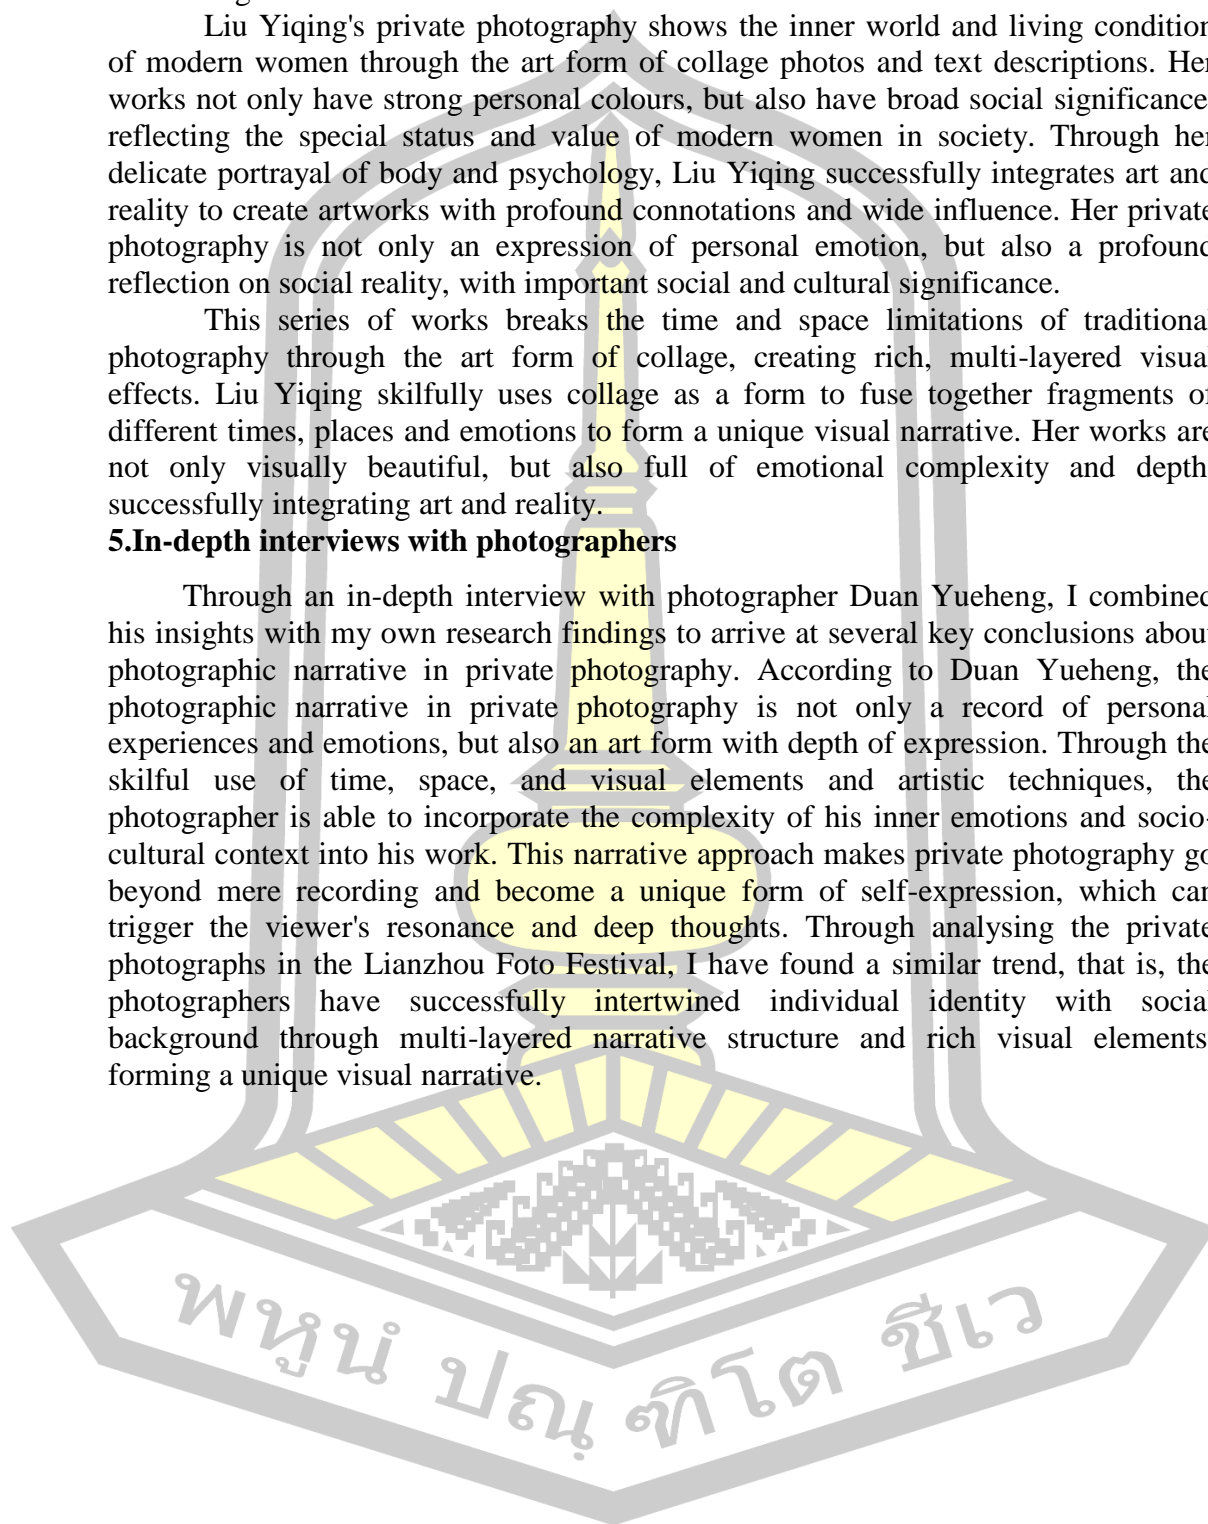 Liu Yiqing's private photography shows the inner world and living condition
of modern women through the art form of collage photos and text descriptions. Her
works not only have strong personal colours, but also have broad social significance
reflecting the special status and value of modern women in society. Through her
delicate portrayal of body and psychology, Liu Yiqing successfully integrates art and
reality to create artworks with profound connotations and wide influence. Her private
photography is not only an expression of personal emotion, but also a profound
reflection on social reality, with important social and cultural significance.
This series of works breaks the time and space limitations of traditional
photography through the art form of collage, creating rich, multi-layered visual
effects. Liu Yiqing skilfully uses collage as a form to fuse together fragments of
different times, places and emotions to form a unique visual narrative. Her works are
not only visually beautiful, but also full of emotional complexity and depth
successfully integrating art and reality.
5.In-depth interviews with photographers
Through an in-depth interview with photographer Duan Yueheng, I combined
his insights with my own research findings to arrive at several key conclusions about
photographic narrative in private photography. According to Duan Yueheng, the
photographic narrative in private photography is not only a record of personal
experiences and emotions, but also an art form with depth of expression. Through the
skilful use of time, space, and visual elements and artistic techniques, the
photographer is able to incorporate the complexity of his inner emotions and socio-
cultural context into his work. This narrative approach makes private photography go
beyond mere recording and become a unique form of self-expression, which can
trigger the viewer's resonance and deep thoughts. Through analysing the private
photographs in the Lianzhou Foto Festival, I have found a similar trend, that is, the
photographers have successfully intertwined individual identity with social
background through multi-layered narrative structure and rich visual elements
forming a unique visual narrative.
พหูนํ ปณฺฑิโต ชีเว